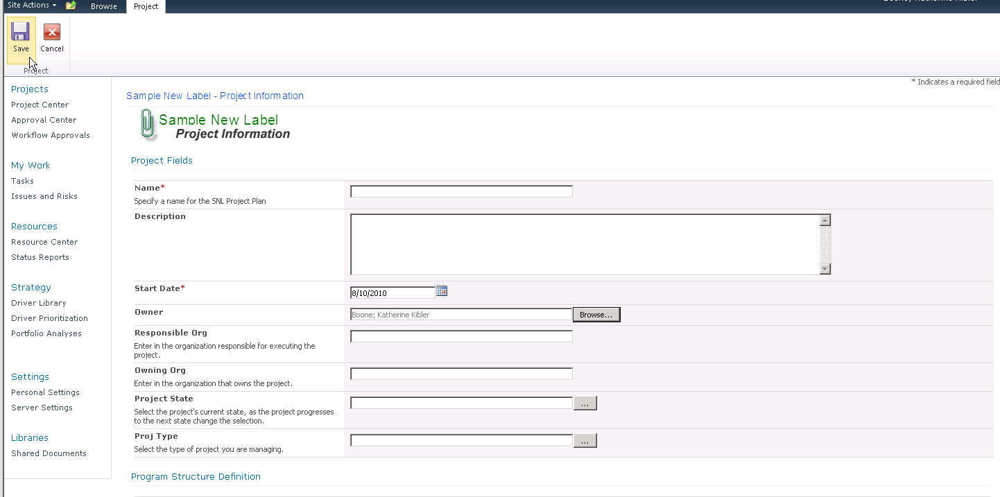 Site Actions Browse Project
Save Cancel
Project
* Indicates a required field
Projects
Project Center
Approval Center
Workflow Approvals
My Work
Tasks
Issues and Risks
Resources
Resource Center
Status Reports
Strategy
Driver Library
Driver Prioritization
Portfolio Analyses
Settings
Personal Settings
Server Settings
Libraries
Shared Documents
Sample New Label - Project Information
Sample New Label
Project Information
Project Fields
Name*
Specify a name for the SNL Project Plan
Description
Start Date*
8/10/2010
Owner
Boone; Katherine Kibler
Browse...
Responsible Org
Enter in the organization responsible for executing the
project.
Owning Org
Enter in the organization that owns the project.
Project State
...
Select the project's current state, as the project progresses
to the next state change the selection.
Proj Type
...
Select the type of project you are managing.
Program Structure Definition